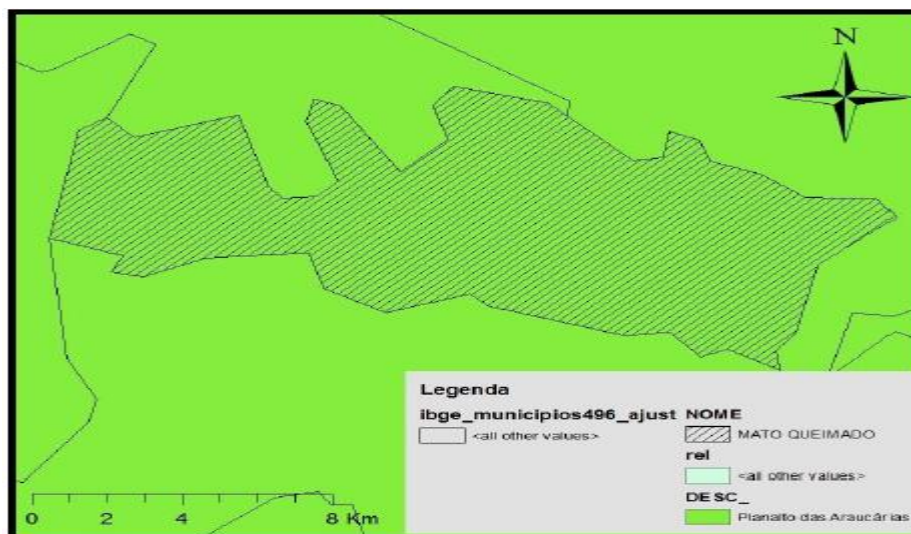 N
Legenda
ibge_municipios496_ajust
<all other values>
NOME
MATO QUEIMADO
rel
<all other values>
DESC_
Planalto das Araucárias
0 2 4 8 Km